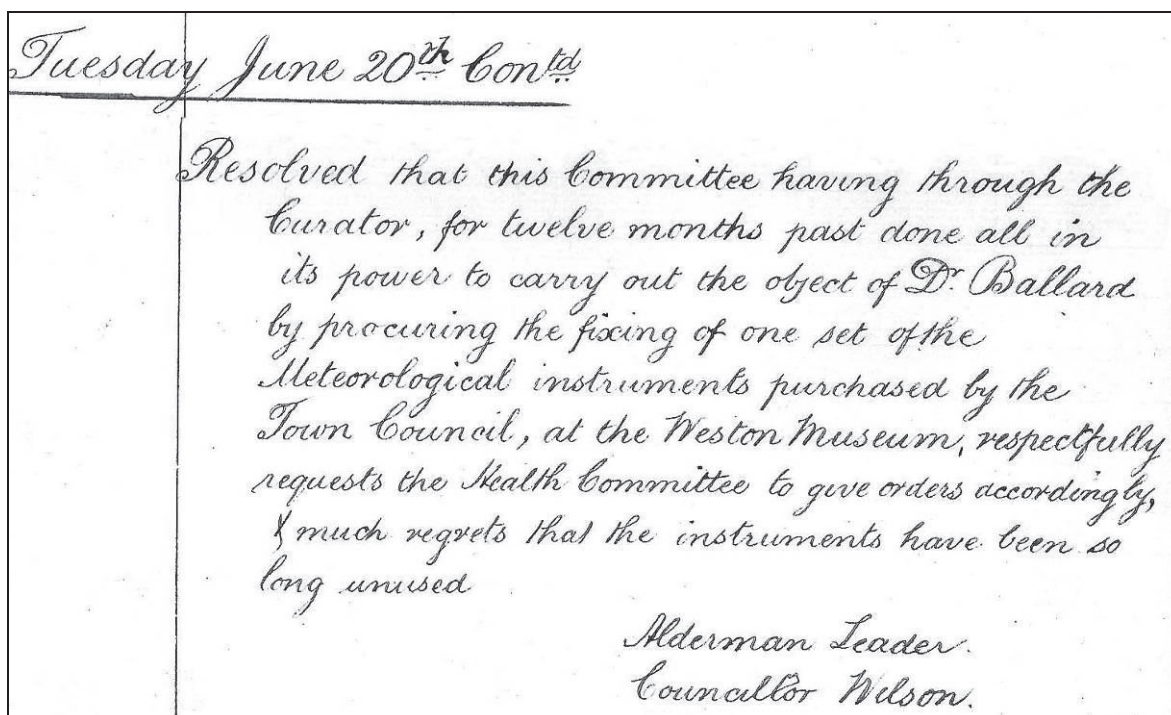 Tuesday June 20th Contd
Resolved that this Committee having through the
Curator, for twelve months past done all in
its power to carry out the object of Dr. Ballard
by procuring the fixing of one set of the
Meteorological instruments purchased by the
Town Council, at the Weston Museum, respectfully
requests the Health Committee to give orders accordingly,
& much regrets that the instruments have been so
long unused
Alderman Leader.
Councillor Wilson.